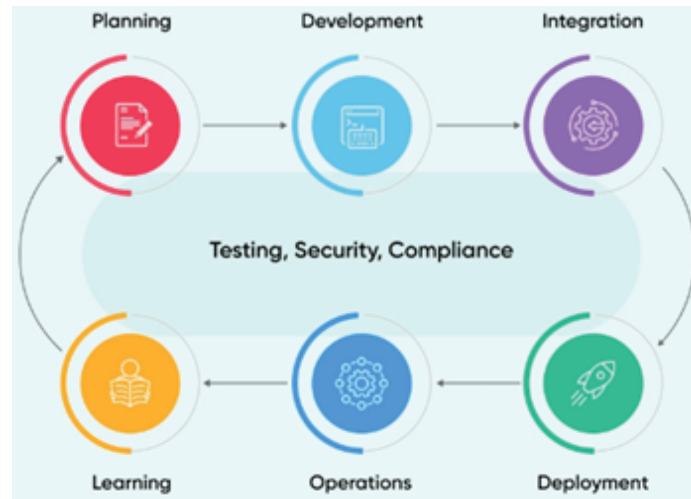 Planning Development Integration
Testing, Security, Compliance
Learning Operations Deployment